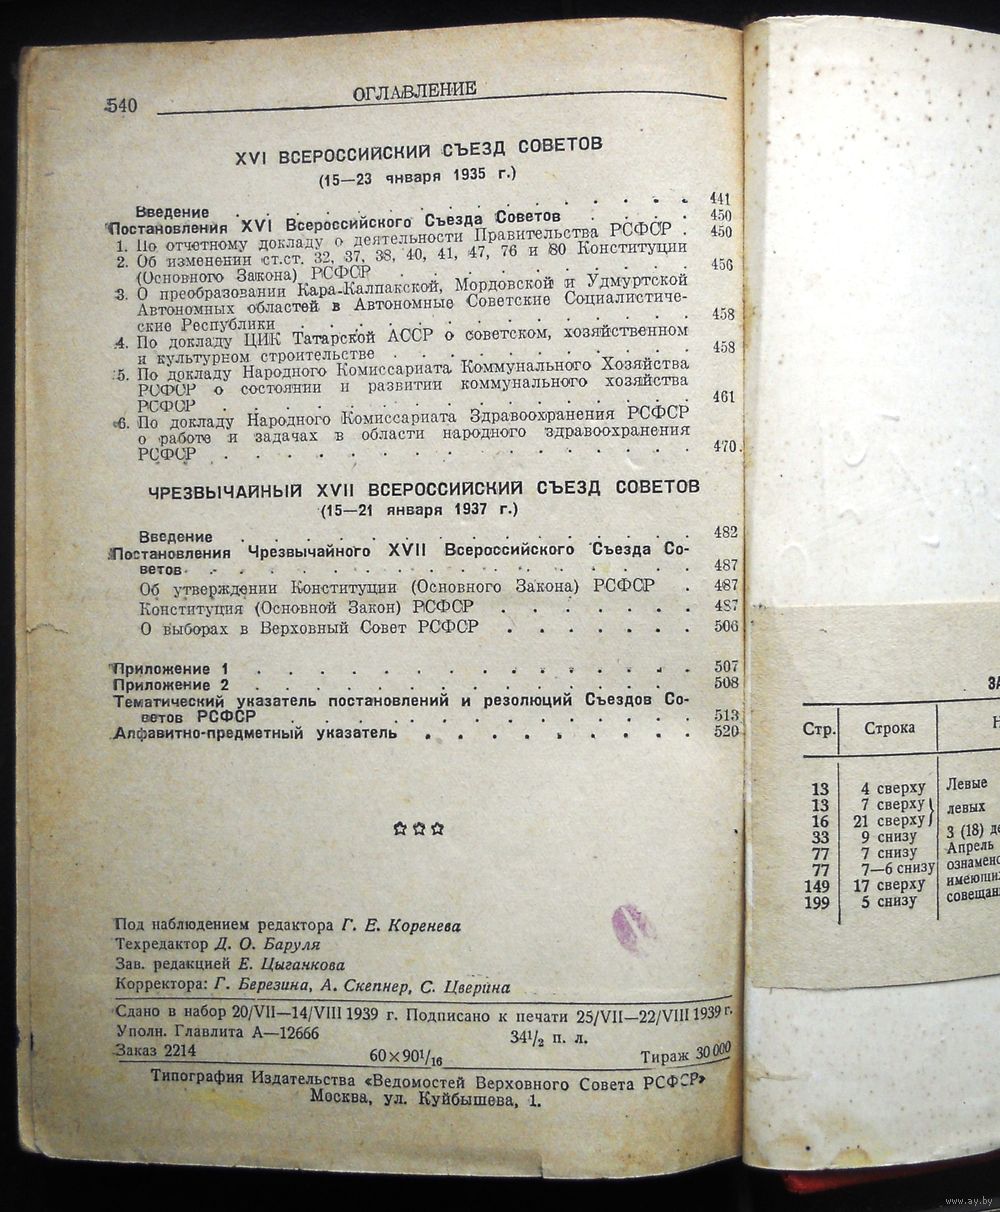 540
ОГЛАВЛЕНИЕ
XVI ВСЕРОССИЙСКИЙ СЪЕЗД СОВЕТОВ
(15—23 января 1935 г.)
Введение . . . . . . . . . . . . . . . . 441
Постановления XVI Всероссийского Съезда Советов . . . . 450
1. По отчетному докладу о деятельности Правительства РСФСР . 450
2. Об изменении ст.ст. 32, 37, 38, 40, 41, 47, 76 и 80 Конституции
(Основного Закона) РСФСР . . . . . . . . . . 456
3. О преобразовании Кара-Калпакской, Мордовской и Удмуртской
Автономных областей в Автономные Советские Социалистиче-
ские Республики . . . . . . . . . . . . . 458
4. По докладу ЦИК Татарской АССР о советском, хозяйственном
и культурном строительстве . . . . . . . . . . 458
5. По докладу Народного Комиссариата Коммунального Хозяйства
РСФСР о состоянии и развитии коммунального хозяйства
РСФСР . . . . . . . . . . . . . . . . 461
6. По докладу Народного Комиссариата Здравоохранения РСФСР
о работе и задачах в области народного здравоохранения
РСФСР . . . . . . . . . . . . . . . . 470
ЧРЕЗВЫЧАЙНЫЙ XVII ВСЕРОССИЙСКИЙ СЪЕЗД СОВЕТОВ
(15—21 января 1937 г.)
Введение . . . . . . . . . . . . . . . 482
Постановления Чрезвычайного XVII Всероссийского Съезда Со-
ветов . . . . . . . . . . . . . . . . 487
Об утверждении Конституции (Основного Закона) РСФСР . 487
Конституция (Основной Закон) РСФСР . . . . . . . 487
О выборах в Верховный Совет РСФСР . . . . . . . 506
Приложение 1 . . . . . . . . . . . . . . . 507
Приложение 2 . . . . . . . . . . . . . . . 508
Тематический указатель постановлений и резолюций Съездов Со-
ветов РСФСР . . . . . . . . . . . . . . 513
Алфавитно-предметный указатель . . . . . . . . . 520
Под наблюдением редактора Г. Е. Коренева
Техредактор Д. О. Баруля
Зав. редакцией Е. Цыганкова
Корректора: Г. Березина, А. Скепнер, С. Цверина
Сдано в набор 20/VII—14/VIII 1939 г. Подписано к печати 25/VII—22/VIII 1939 г.
Уполн. Главлита А—12666 34 1/2 п. л.
Заказ 2214 60×90 1/16 Тираж 30 000
Типография Издательства «Ведомостей Верховного Совета РСФСР»
Москва, ул. Куйбышева, 1.
ЗА
Стр. Строка Н
13 4 сверху Левые
13 7 сверху } левых
16 21 сверху
33 9 снизу 3 (18) де
77 7 снизу Апрель
77 7—6 снизу ознамено
149 17 сверху имеющи
199 5 снизу совещан
www.ay.by